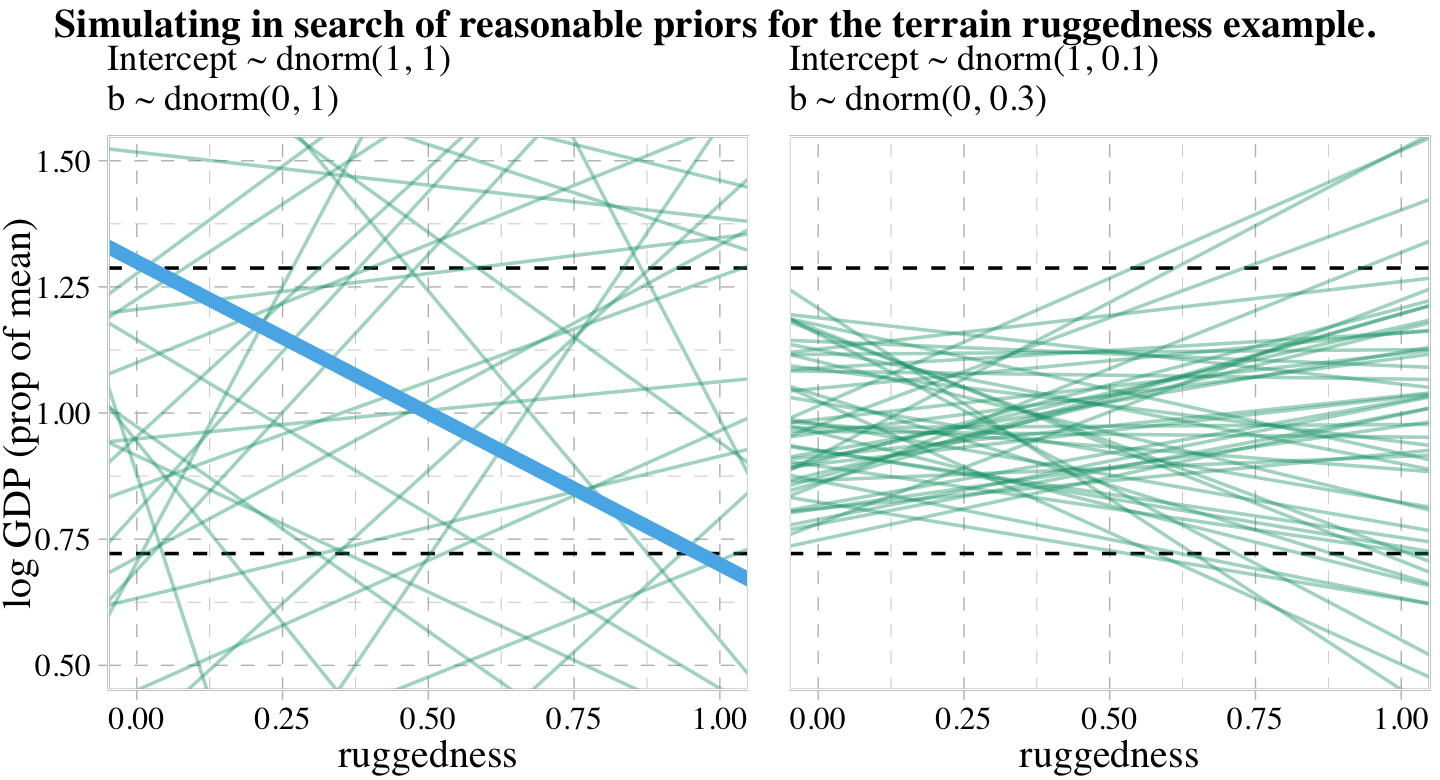 Simulating in search of reasonable priors for the terrain ruggedness example.
Intercept ~ dnorm(1, 1)
b ~ dnorm(0, 1)
Intercept ~ dnorm(1, 0.1)
b ~ dnorm(0, 0.3)
log GDP (prop of mean)
1.50
1.25
1.00
0.75
0.50
0.00 0.25 0.50 0.75 1.00
ruggedness
0.00 0.25 0.50 0.75 1.00
ruggedness